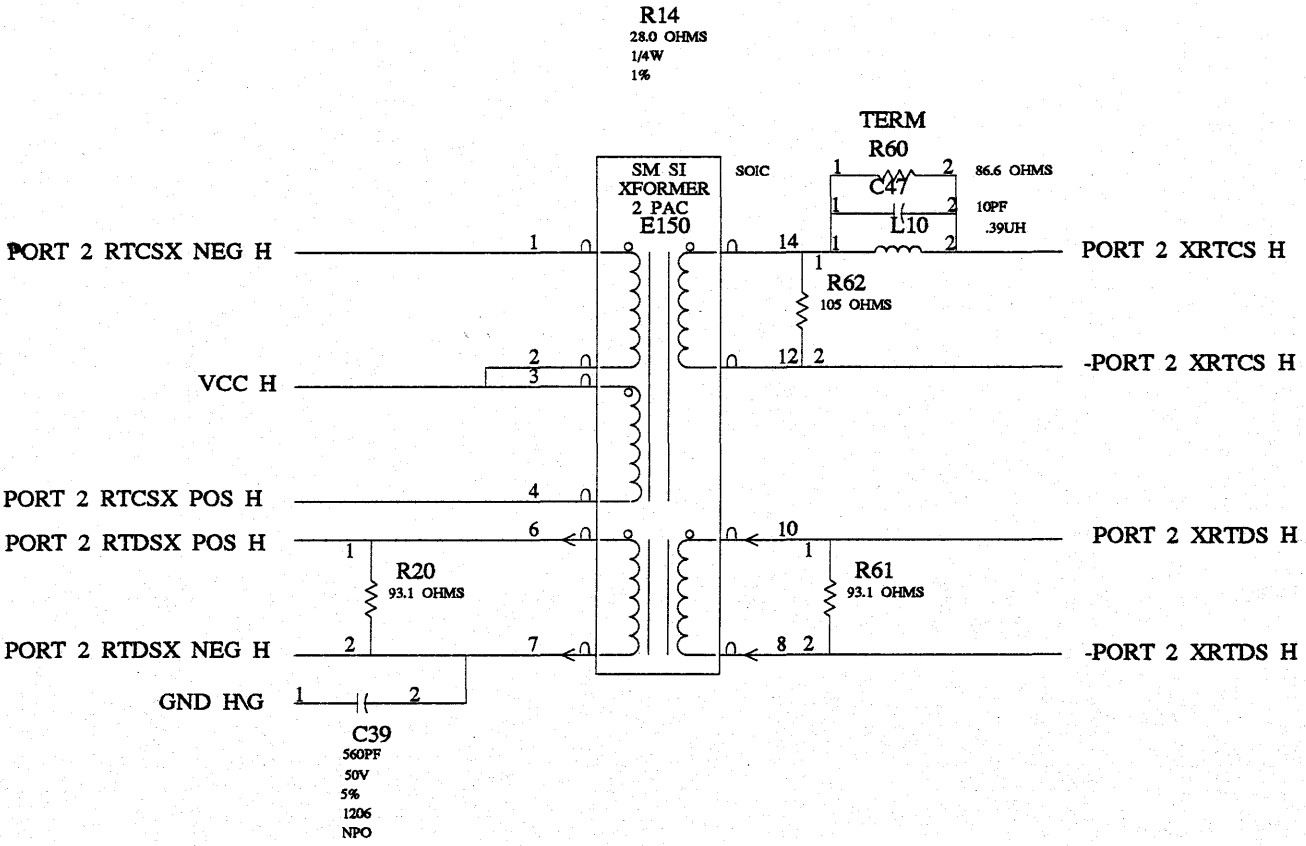 R14
28.0 OHMS
1/4W
1%
TERM
R60
1 2 86.6 OHMS
C47
1 2 10PF
L10 .39UH
SM SI
XFORMER
2 PAC
E150
SOIC
PORT 2 RTCSX NEG H 1 14 1 2 PORT 2 XRTCS H
1
R62
105 OHMS
2 12 2 -PORT 2 XRTCS H
VCC H 3
PORT 2 RTCSX POS H 4
PORT 2 RTDSX POS H 6 10 PORT 2 XRTDS H
1 1
R20
93.1 OHMS
R61
93.1 OHMS
PORT 2 RTDSX NEG H 2 7 8 2 -PORT 2 XRTDS H
GND H\G 1 2
C39
560PF
50V
5%
1206
NPO